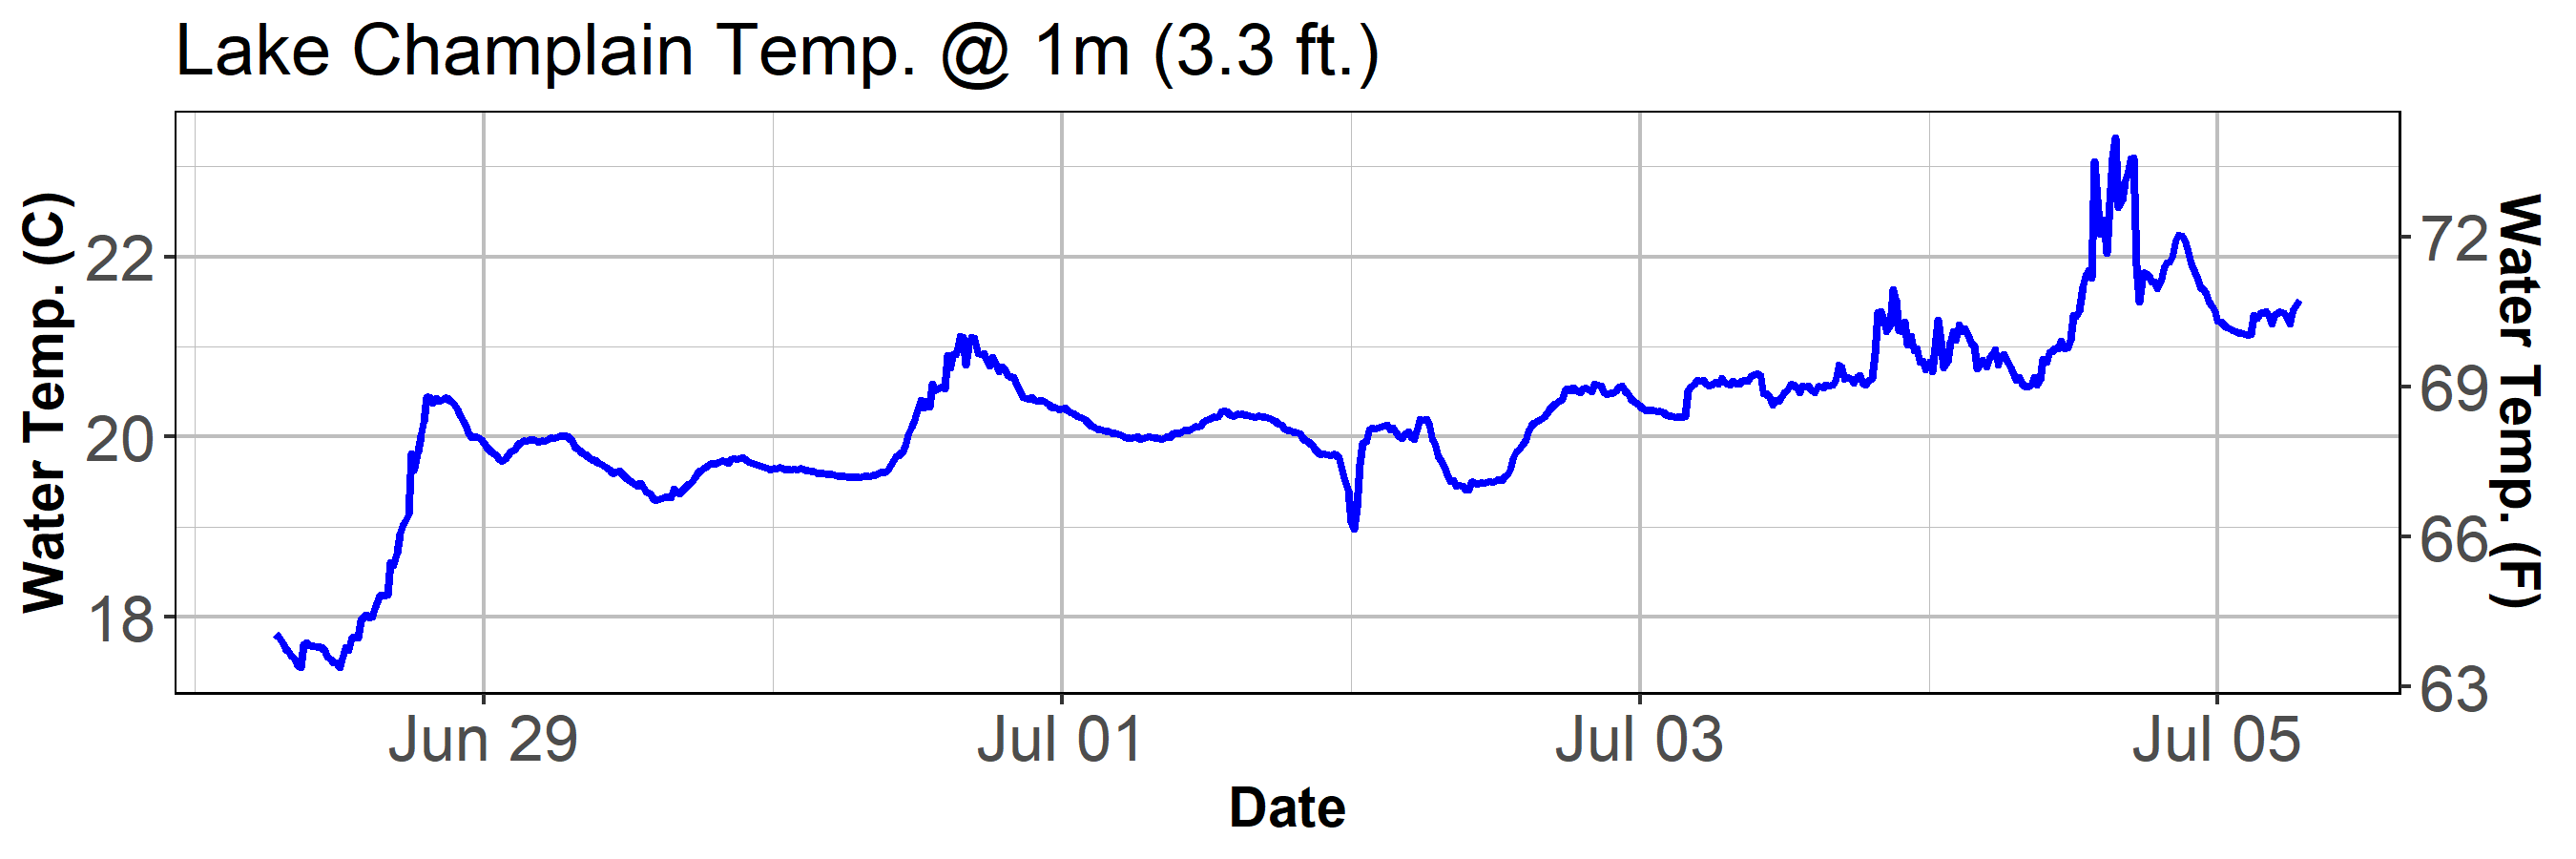 Lake Champlain Temp. @ 1m (3.3 ft.)
Water Temp. (C)
22
20
18
72
69
66
63
Water Temp. (F)
Jun 29
Jul 01
Jul 03
Jul 05
Date